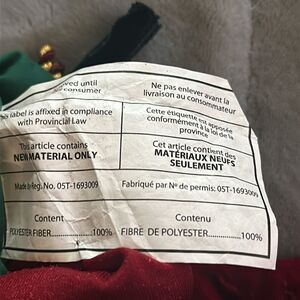 ved until
consumer
Ne pas enlever avant la
livraison au consommateur
his label is affixed in compliance
with Provincial Law
Cette étiquette est apposée
conformément à la loi de la
province
This article contains
NEW MATERIAL ONLY
Cet article contient des
MATÉRIAUX NEUFS
SEULEMENT
Made by Reg. No. 05T-1693009
Fabriqué par Nº de permis: 05T-1693009
Content
POLYESTER FIBER......100%
Contenu
FIBRE DE POLYESTER..............100%